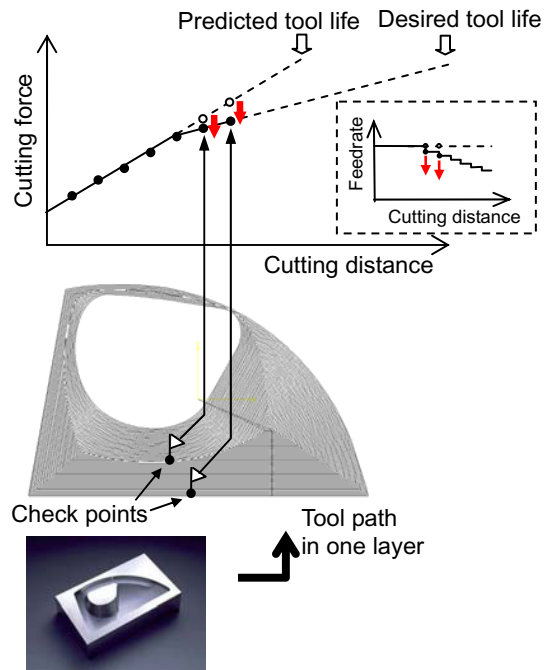 Predicted tool life
Desired tool life
Cutting force
Feedrate
Cutting distance
Cutting distance
Check points
Tool path
in one layer